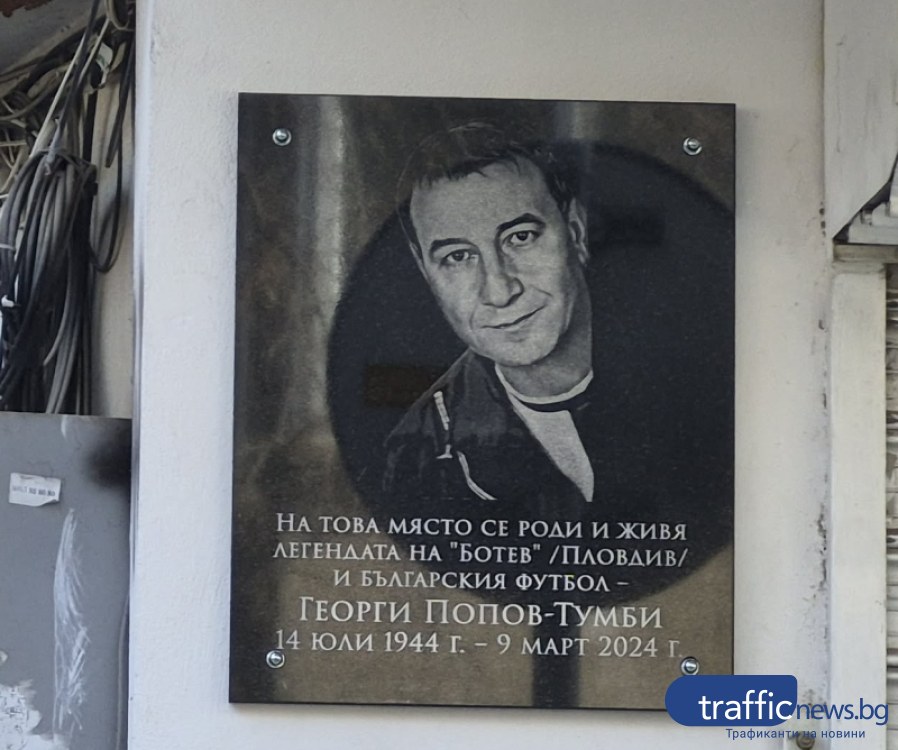 На това място се роди и живя
легендата на "Ботев" /Пловдив/
и българския футбол –
Георги Попов-Тумби
14 юли 1944 г. – 9 март 2024 г.
trafficnews.bg
Трафиканти на новини